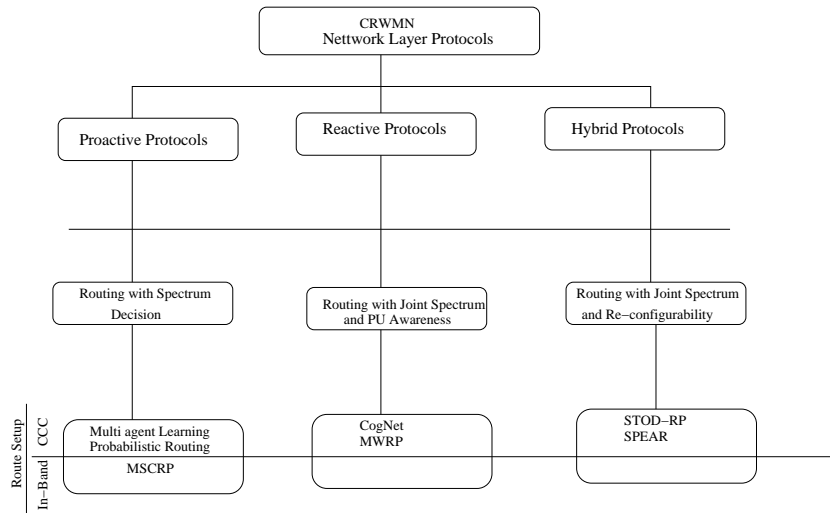 CRWMN
Nettwork Layer Protocols
Proactive Protocols
Reactive Protocols
Hybrid Protocols
Routing with Spectrum
Decision
Routing with Joint Spectrum
and PU Awareness
Routing with Joint Spectrum
and Re−configurability
Route Setup
CCC
In−Band
Multi agent Learning
Probabilistic Routing
MSCRP
CogNet
MWRP
STOD−RP
SPEAR